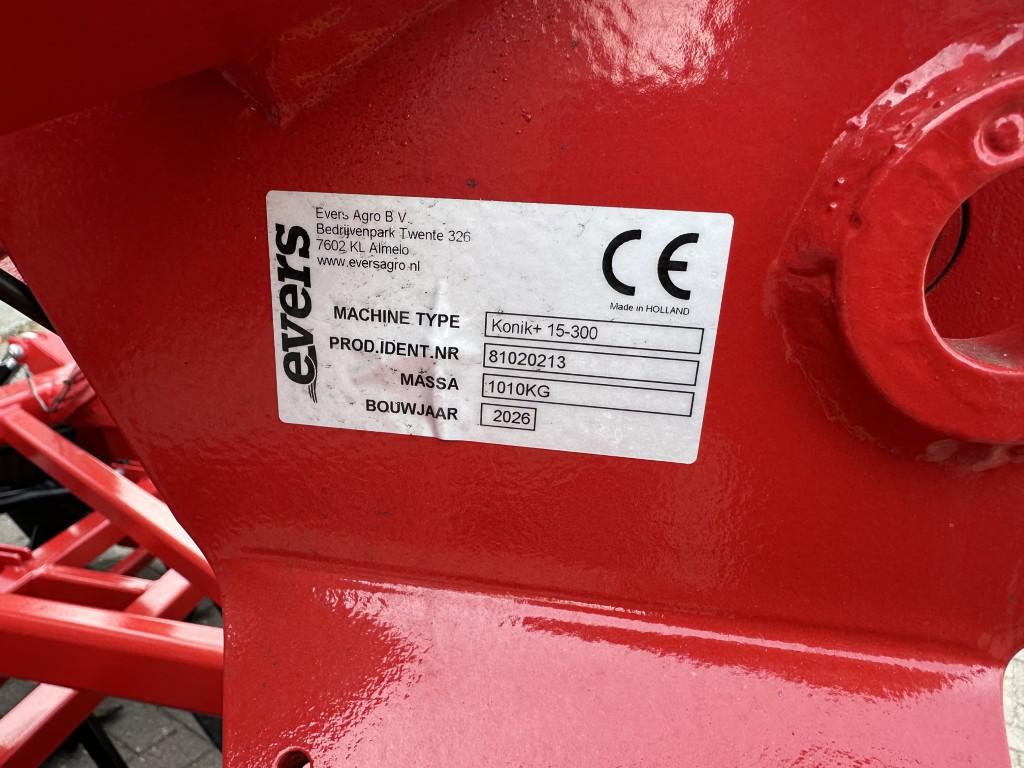 evers
Evers Agro B.V.
Bedrijvenpark Twente 326
7602 KL Almelo
www.eversagro.nl
CE
Made in HOLLAND
MACHINE TYPE Konik+ 15-300
PROD.IDENT.NR 81020213
MASSA 1010KG
BOUWJAAR 2026